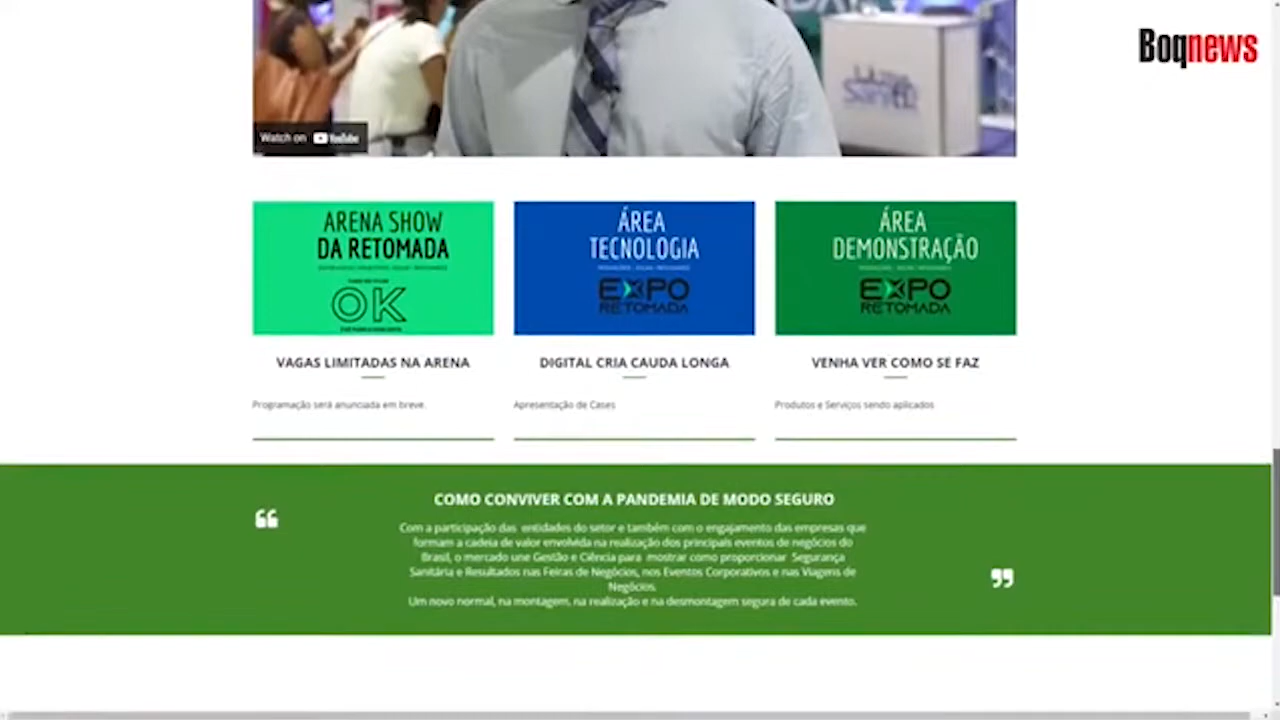 Boqnews
Watch on YouTube
ARENA SHOW
DA RETOMADA
OK
ÁREA
TECNOLOGIA
EXPO
RETOMADA
ÁREA
DEMONSTRAÇÃO
EXPO
RETOMADA
VAGAS LIMITADAS NA ARENA
DIGITAL CRIA CAUDA LONGA
VENHA VER COMO SE FAZ
Programação será anunciada em breve.
Apresentação de Cases
Produtos e Serviços sendo aplicados
COMO CONVIVER COM A PANDEMIA DE MODO SEGURO
Com a participação das entidades do setor e também com o engajamento das empresas que
formam a cadeia de valor envolvida na realização dos principais eventos de negócios do
Brasil, o mercado une Gestão e Ciência para mostrar como proporcionar Segurança
Sanitária e Resultados nas Feiras de Negócios, nos Eventos Corporativos e nas Viagens de
Negócios.
Um novo normal, na montagem, na realização e na desmontagem segura de cada evento.